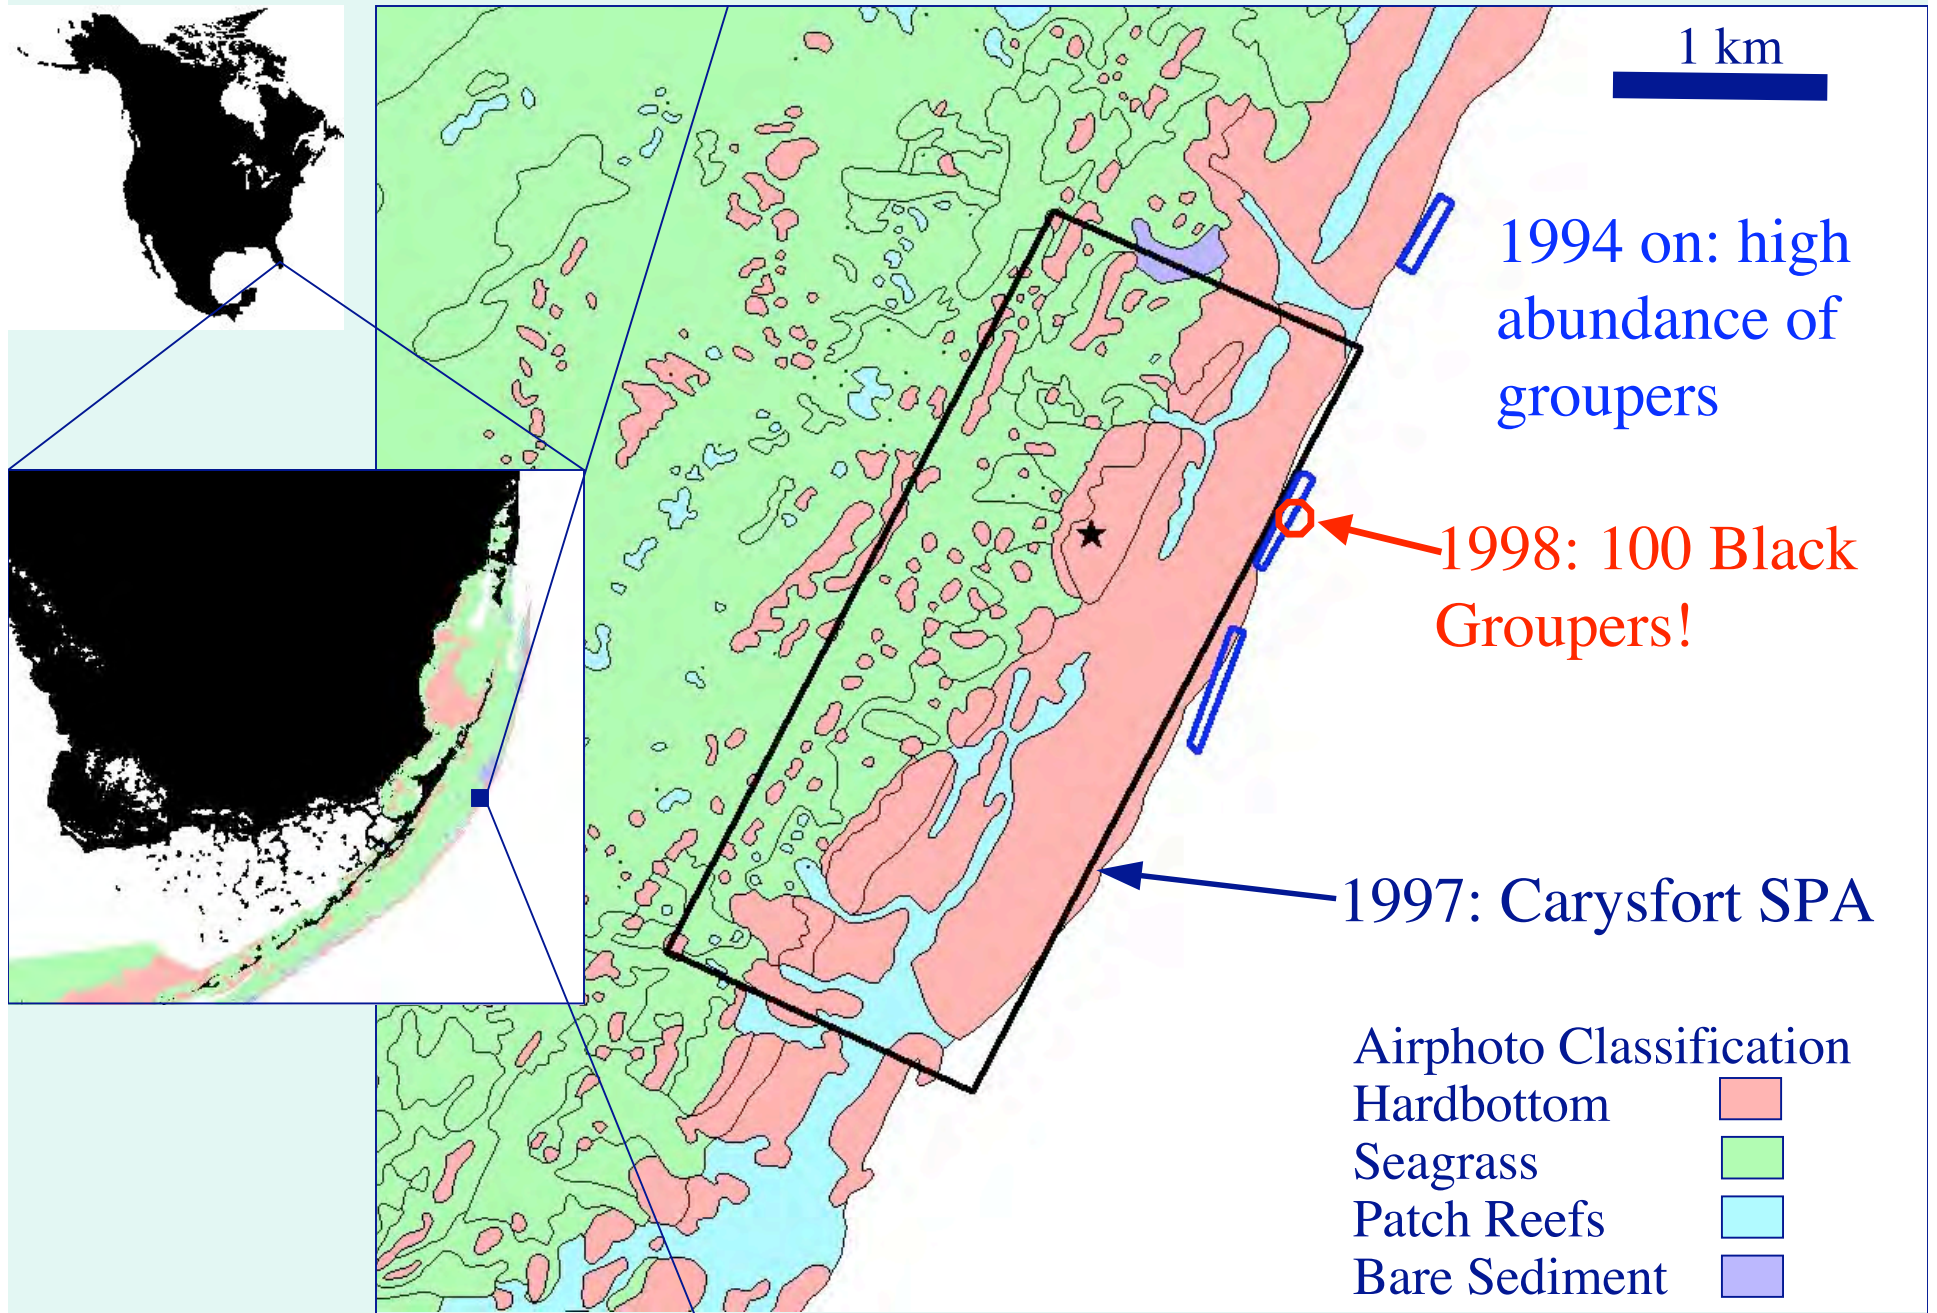 1 km
1994 on: high
abundance of
groupers
1998: 100 Black
Groupers!
1997: Carysfort SPA
Airphoto Classification
Hardbottom
Seagrass
Patch Reefs
Bare Sediment